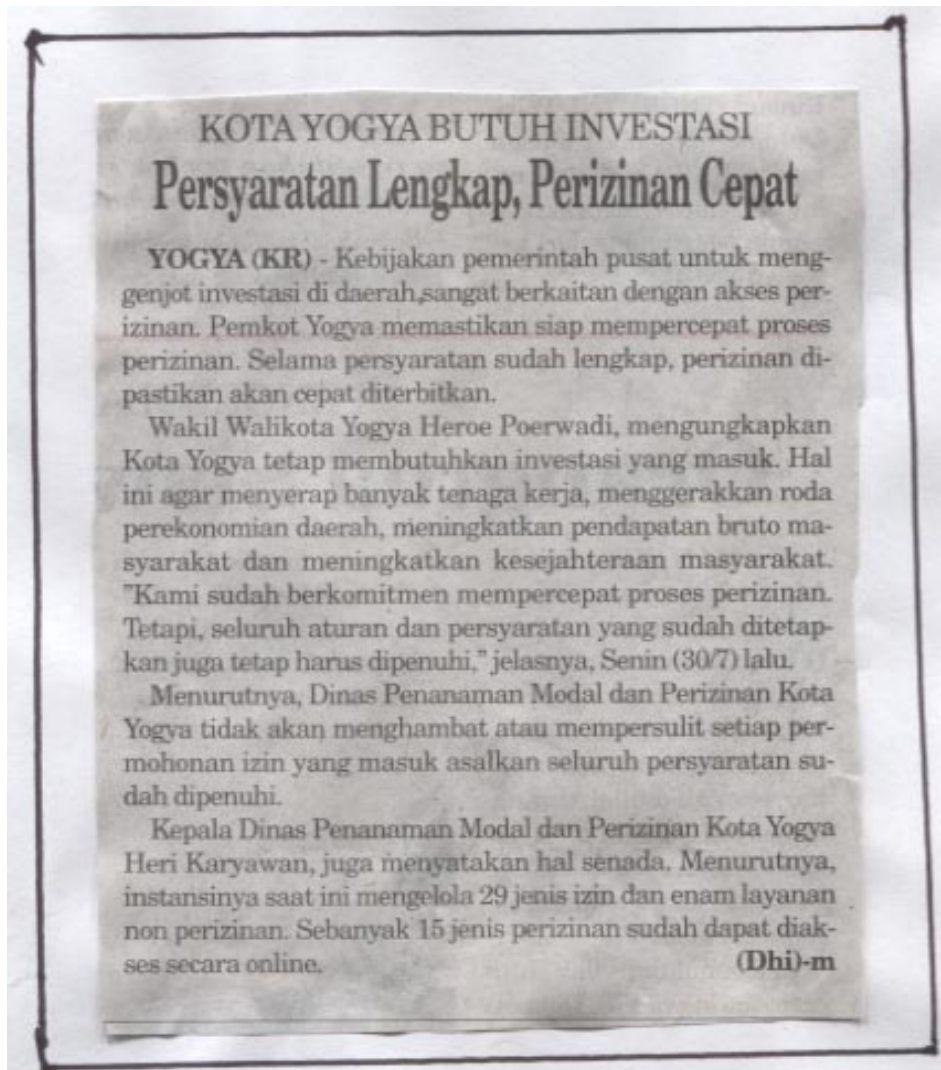 KOTA YOGYA BUTUH INVESTASI
Persyaratan Lengkap, Perizinan Cepat
YOGYA (KR) - Kebijakan pemerintah pusat untuk meng-
genjot investasi di daerah,sangat berkaitan dengan akses per-
izinan. Pemkot Yogya memastikan siap mempercepat proses
perizinan. Selama persyaratan sudah lengkap, perizinan di-
pastikan akan cepat diterbitkan.
Wakil Walikota Yogya Heroe Poerwadi, mengungkapkan
Kota Yogya tetap membutuhkan investasi yang masuk. Hal
ini agar menyerap banyak tenaga kerja, menggerakkan roda
perekonomian daerah, meningkatkan pendapatan bruto ma-
syarakat dan meningkatkan kesejahteraan masyarakat.
"Kami sudah berkomitmen mempercepat proses perizinan.
Tetapi, seluruh aturan dan persyaratan yang sudah ditetap-
kan juga tetap harus dipenuhi," jelasnya, Senin (30/7) lalu.
Menurutnya, Dinas Penanaman Modal dan Perizinan Kota
Yogya tidak akan menghambat atau mempersulit setiap per-
mohonan izin yang masuk asalkan seluruh persyaratan su-
dah dipenuhi.
Kepala Dinas Penanaman Modal dan Perizinan Kota Yogya
Heri Karyawan, juga menyatakan hal senada. Menurutnya,
instansinya saat ini mengelola 29 jenis izin dan enam layanan
non perizinan. Sebanyak 15 jenis perizinan sudah dapat diak-
ses secara online. (Dhi)-m